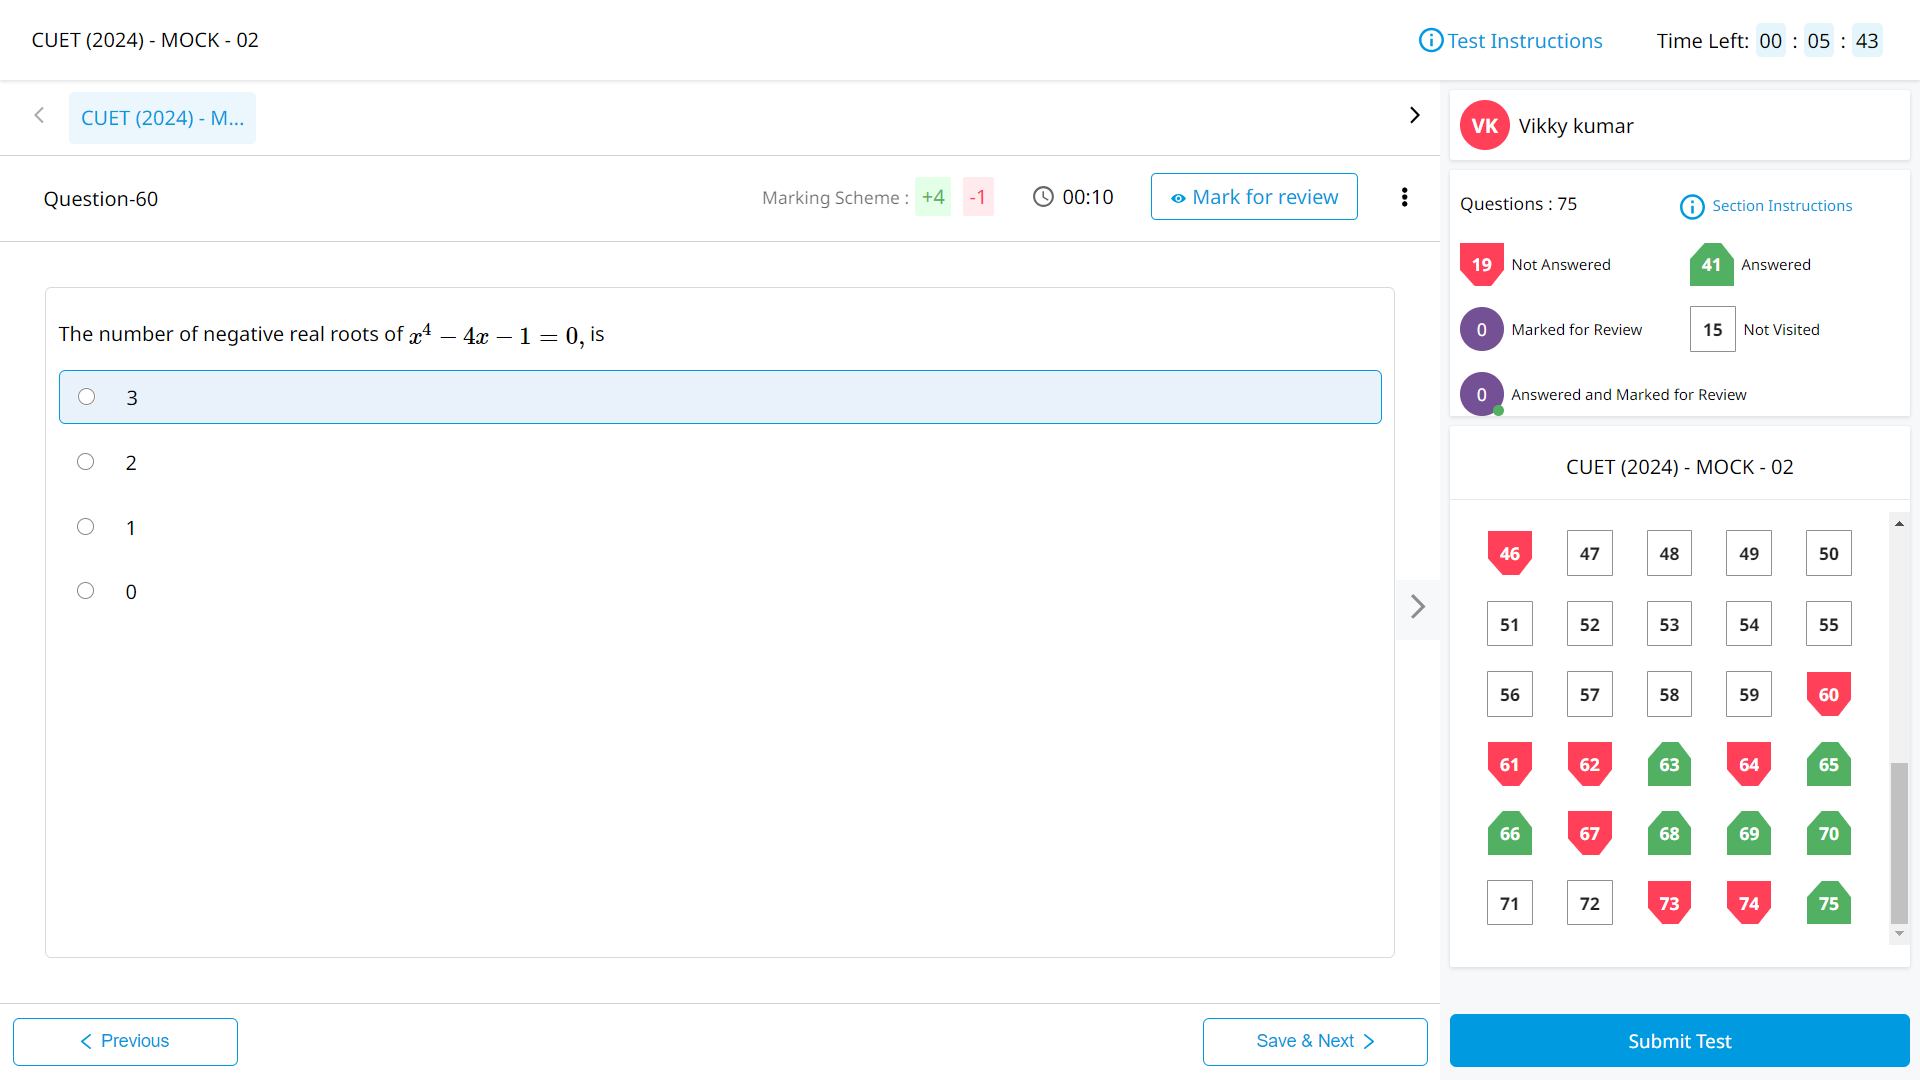 CUET (2024) - MOCK - 02
Test Instructions
Time Left: 00 : 05 : 43
CUET (2024) - M...
VK Vikky kumar
Question-60
Marking Scheme : +4 -1
00:10
Mark for review
Questions : 75
Section Instructions
19 Not Answered
41 Answered
0 Marked for Review
15 Not Visited
0 Answered and Marked for Review
The number of negative real roots of x⁴ − 4x − 1 = 0, is
3
2
1
0
CUET (2024) - MOCK - 02
46 47 48 49 50
51 52 53 54 55
56 57 58 59 60
61 62 63 64 65
66 67 68 69 70
71 72 73 74 75
Previous
Save & Next
Submit Test